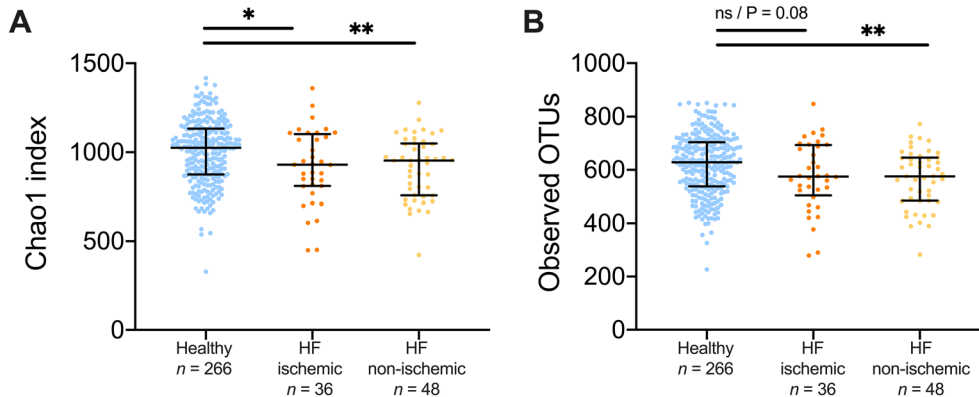 A
*
**
Chao1 index
1500
1000
500
0
Healthy
n = 266
HF
ischemic
n = 36
HF
non-ischemic
n = 48
B
ns / P = 0.08
**
Observed OTUs
1000
800
600
400
200
0
Healthy
n = 266
HF
ischemic
n = 36
HF
non-ischemic
n = 48